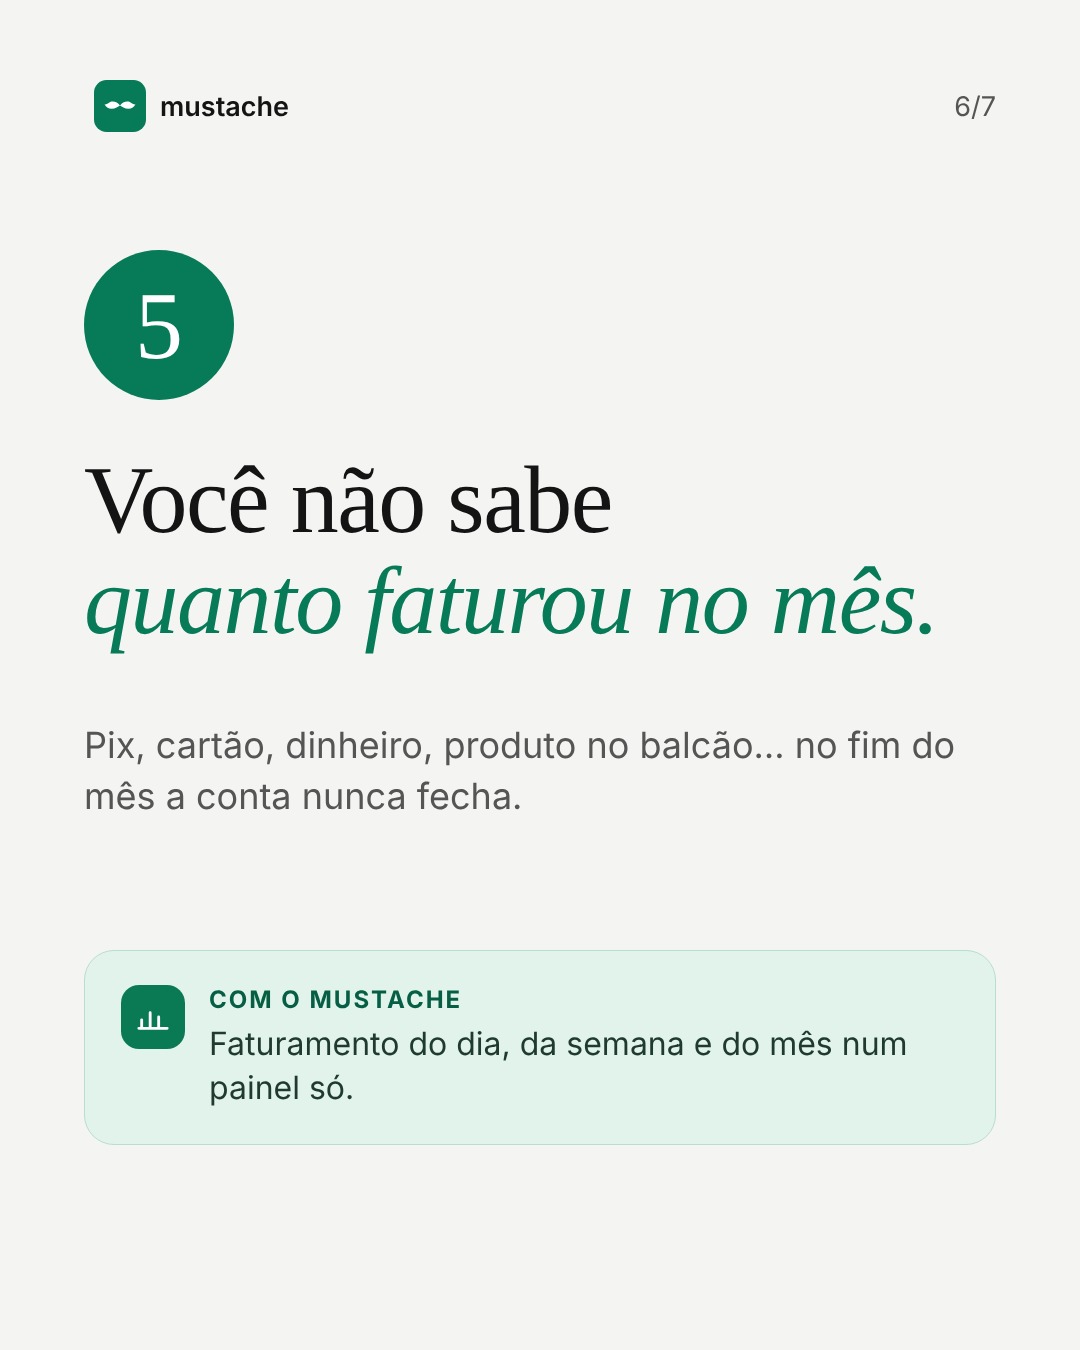 mustache
6/7
5
Você não sabe
quanto faturou no mês.
Pix, cartão, dinheiro, produto no balcão... no fim do
mês a conta nunca fecha.
COM O MUSTACHE
Faturamento do dia, da semana e do mês num
painel só.